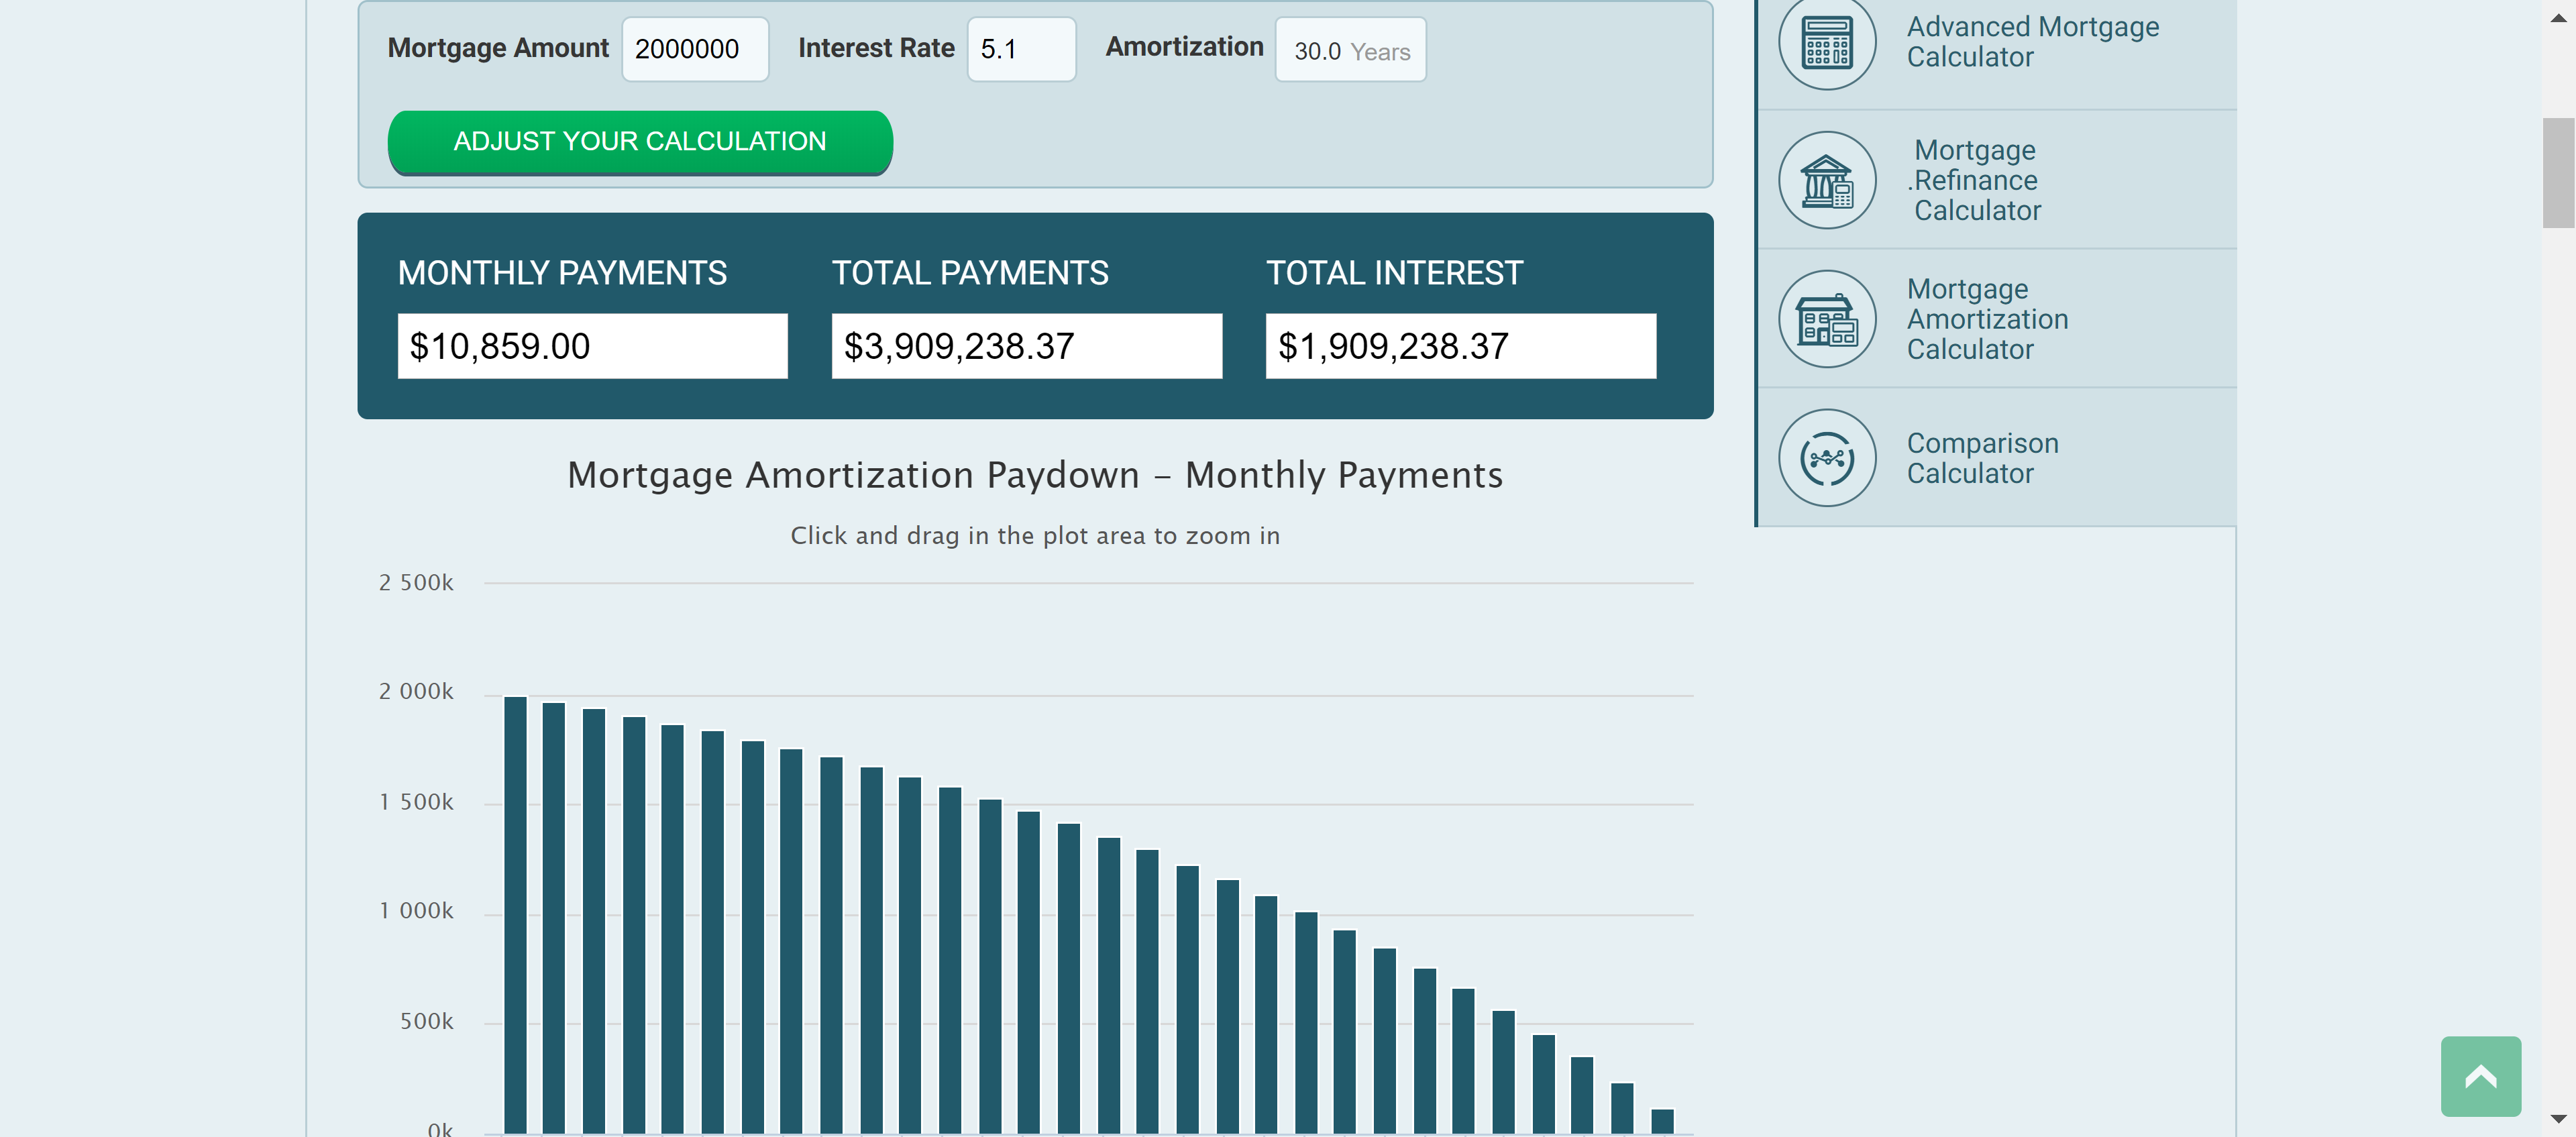 Mortgage Amount 2000000 Interest Rate 5.1 Amortization 30.0 Years
ADJUST YOUR CALCULATION
MONTHLY PAYMENTS TOTAL PAYMENTS TOTAL INTEREST
$10,859.00 $3,909,238.37 $1,909,238.37
Mortgage Amortization Paydown – Monthly Payments
Click and drag in the plot area to zoom in
2 500k
2 000k
1 500k
1 000k
500k
0k
Advanced Mortgage
Calculator
Mortgage
.Refinance
Calculator
Mortgage
Amortization
Calculator
Comparison
Calculator